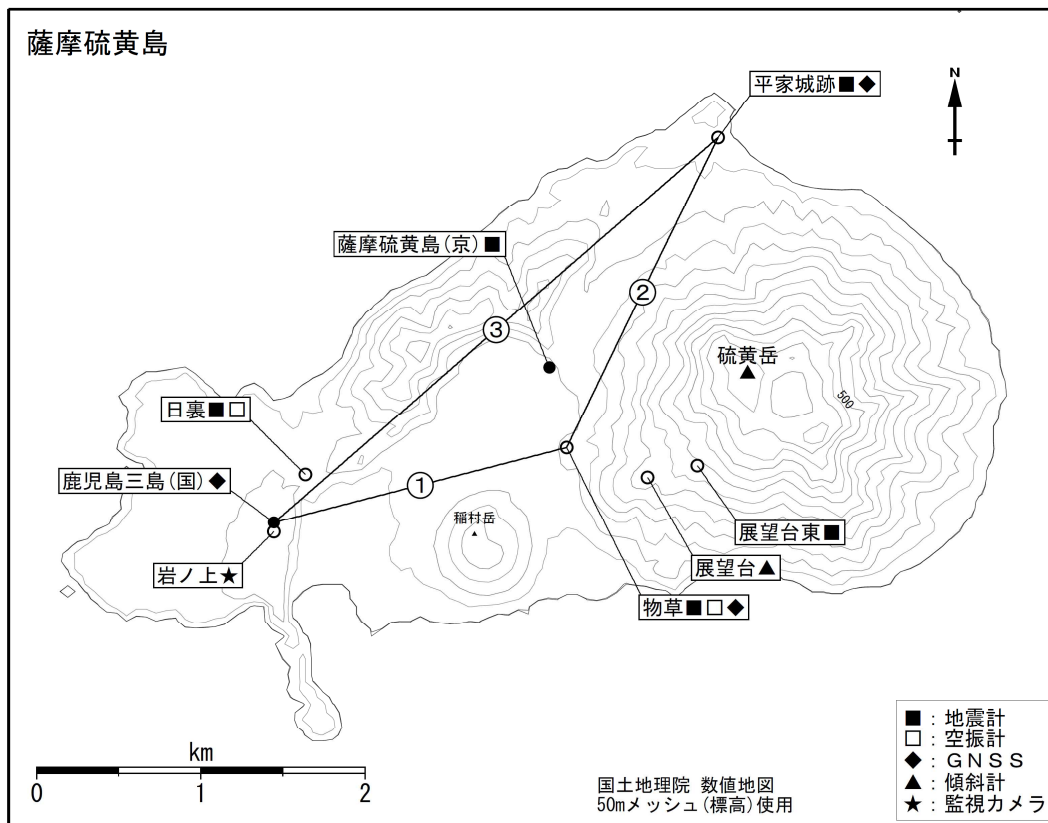 薩摩硫黄島
平家城跡■◆
N
薩摩硫黄島(京)■
②
③
硫黄岳
500
日裏■□
鹿児島三島(国)◆
①
稲村岳
岩ノ上★
展望台東■
展望台▲
物草■□◆
km
0 1 2
国土地理院 数値地図
50mメッシュ(標高)使用
■:地震計
□:空振計
◆:GNSS
▲:傾斜計
★:監視カメラ